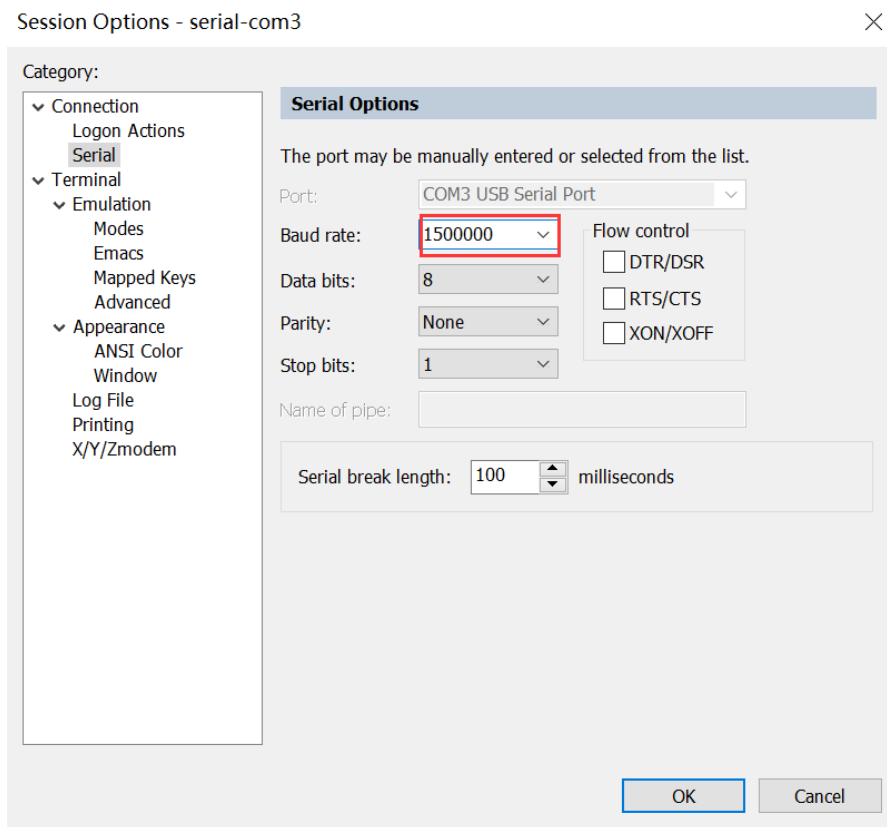 Session Options - serial-com3
Category:
Connection
Logon Actions
Serial
Terminal
Emulation
Modes
Emacs
Mapped Keys
Advanced
Appearance
ANSI Color
Window
Log File
Printing
X/Y/Zmodem
Serial Options
The port may be manually entered or selected from the list.
Port: COM3 USB Serial Port
Baud rate: 1500000
Data bits: 8
Parity: None
Stop bits: 1
Name of pipe:
Flow control
DTR/DSR
RTS/CTS
XON/XOFF
Serial break length: 100 milliseconds
OK Cancel